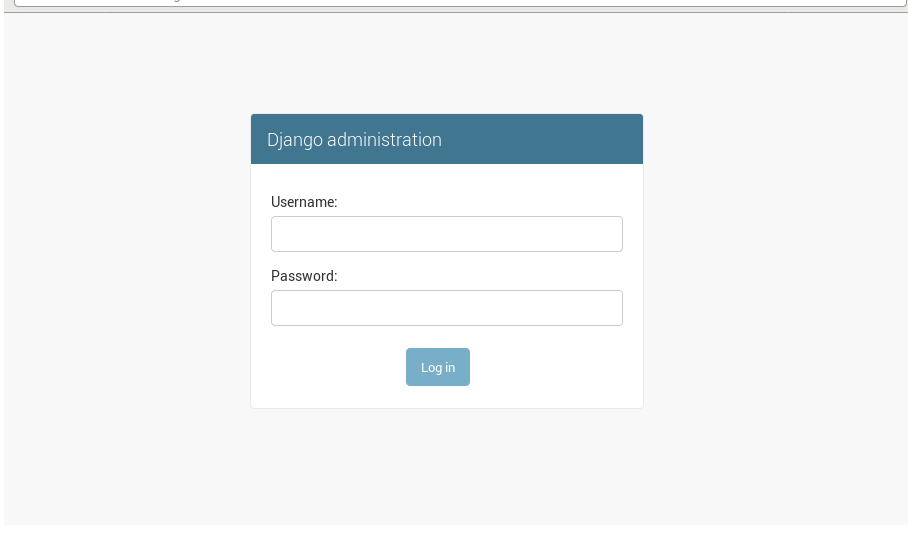 Django administration
Username:
Password:
Log in